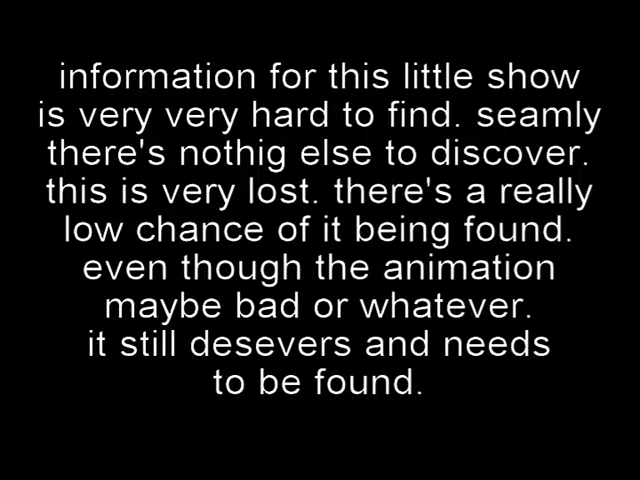 information for this little show
is very very hard to find. seamly
there's nothig else to discover.
this is very lost. there's a really
low chance of it being found.
even though the animation
maybe bad or whatever.
it still desevers and needs
to be found.